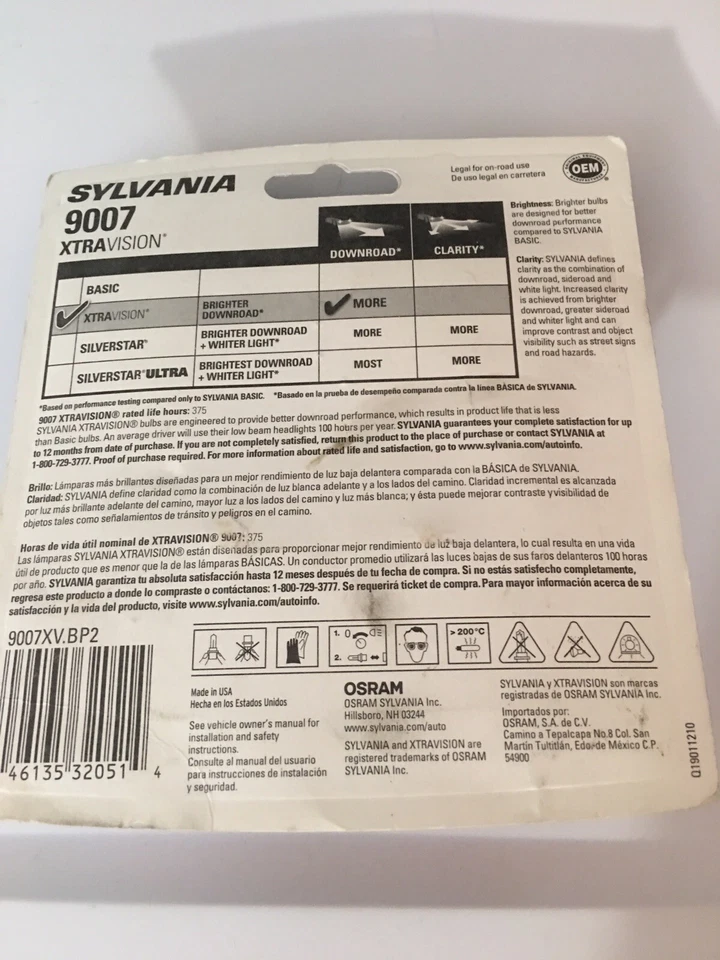 SYLVANIA
9007
XTRAVISION*
Legal for on-road use
De uso legal en carretera
ORIGINAL EQUIPMENT
OEM
MANUFACTURER
DOWNROAD*
CLARITY*
BASIC
XTRAVISION*
BRIGHTER
DOWNROAD*
MORE
SILVERSTAR*
BRIGHTER DOWNROAD
+ WHITER LIGHT*
MORE
MORE
SILVERSTAR®ULTRA
BRIGHTEST DOWNROAD
+ WHITER LIGHT*
MOST
MORE
Brightness: Brighter bulbs
are designed for better
downroad performance
compared to SYLVANIA
BASIC.
Clarity: SYLVANIA defines
clarity as the combination of
downroad, sideroad and
white light. Increased clarity
is achieved from brighter
downroad, greater sideroad
and whiter light and can
improve contrast and object
visibility such as street signs
and road hazards.
*Based on performance testing compared only to SYLVANIA BASIC. *Basado en la prueba de desempeño comparada contra la línea BÁSICA de SYLVANIA.
9007 XTRAVISION® rated life hours: 375
SYLVANIA XTRAVISION® bulbs are engineered to provide better downroad performance, which results in product life that is less
than Basic bulbs. An average driver will use their low beam headlights 100 hours per year. SYLVANIA guarantees your complete satisfaction for up
to 12 months from date of purchase. If you are not completely satisfied, return this product to the place of purchase or contact SYLVANIA at
1-800-729-3777. Proof of purchase required. For more information about rated life and satisfaction, go to www.sylvania.com/autoinfo.
Brillo: Lámparas más brillantes diseñadas para un mejor rendimiento de luz baja delantera comparada con la BÁSICA de SYLVANIA.
Claridad: SYLVANIA define claridad como la combinación de luz blanca adelante y a los lados del camino. Claridad incremental es alcanzada
por luz más brillante adelante del camino, mayor luz a los lados del camino y luz más blanca; y ésta puede mejorar contraste y visibilidad de
objetos tales como señalamientos de tránsito y peligros en el camino.
Horas de vida útil nominal de XTRAVISION® 9007: 375
Las lámparas SYLVANIA XTRAVISION® están diseñadas para proporcionar mejor rendimiento de luz baja delantera, lo cual resulta en una vida
útil de producto que es menor que la de las lámparas BÁSICAS. Un conductor promedio utilizará las luces bajas de sus faros delanteros 100 horas
por año. SYLVANIA garantiza tu absoluta satisfacción hasta 12 meses después de tu fecha de compra. Si no estás satisfecho completamente,
regresa este producto a donde lo compraste o contáctanos: 1-800-729-3777. Se requerirá ticket de compra. Para mayor información acerca de su
satisfacción y la vida del producto, visite www.sylvania.com/autoinfo.
9007XV.BP2
1.
2.
> 200°C
46135 32051 4
Made in USA
Hecha en los Estados Unidos
See vehicle owner's manual for
installation and safety
instructions.
Consulte al manual del usuario
para instrucciones de instalación
y seguridad.
OSRAM
OSRAM SYLVANIA Inc.
Hillsboro, NH 03244
www.sylvania.com/auto
SYLVANIA and XTRAVISION are
registered trademarks of OSRAM
SYLVANIA Inc.
SYLVANIA y XTRAVISION son marcas
registradas de OSRAM SYLVANIA Inc.
Importados por:
OSRAM, S.A. de C.V.
Camino a Tepalcapa No.8 Col. San
Martin Tultitlán, Edo de México C.P.
54900
Q19011210